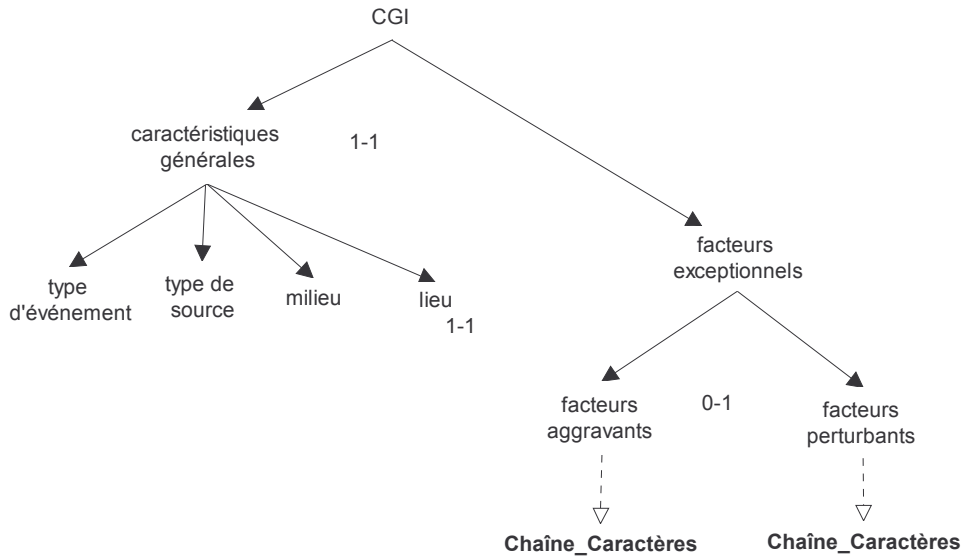 CGI
caractéristiques
générales
1-1
type
d'événement
type de
source
milieu
lieu
1-1
facteurs
exceptionnels
facteurs
aggravants
0-1
facteurs
perturbants
Chaîne_Caractères
Chaîne_Caractères